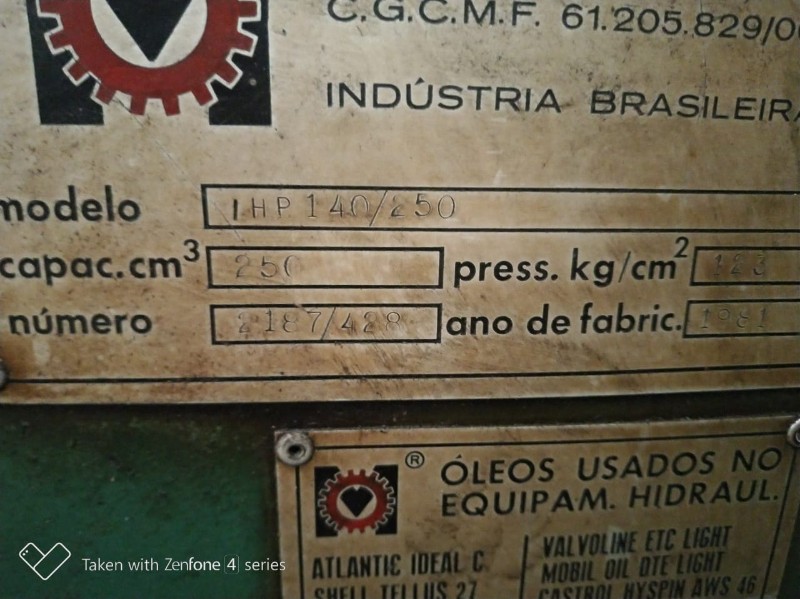 C.G.C.M.F. 61.205.829/0
INDÚSTRIA BRASILEIRA
modelo IHP 140/250
capac.cm³ 250 press. kg/cm² 123
número 2187/428 ano de fabric. 1981
® ÓLEOS USADOS NO
EQUIPAM. HIDRAUL.
ATLANTIC IDEAL C
SHELL TELLUS 27
VALVOLINE ETC LIGHT
MOBIL OIL DTE LIGHT
CASTROL HYSPIN AWS 46
Taken with Zenfone 4 series